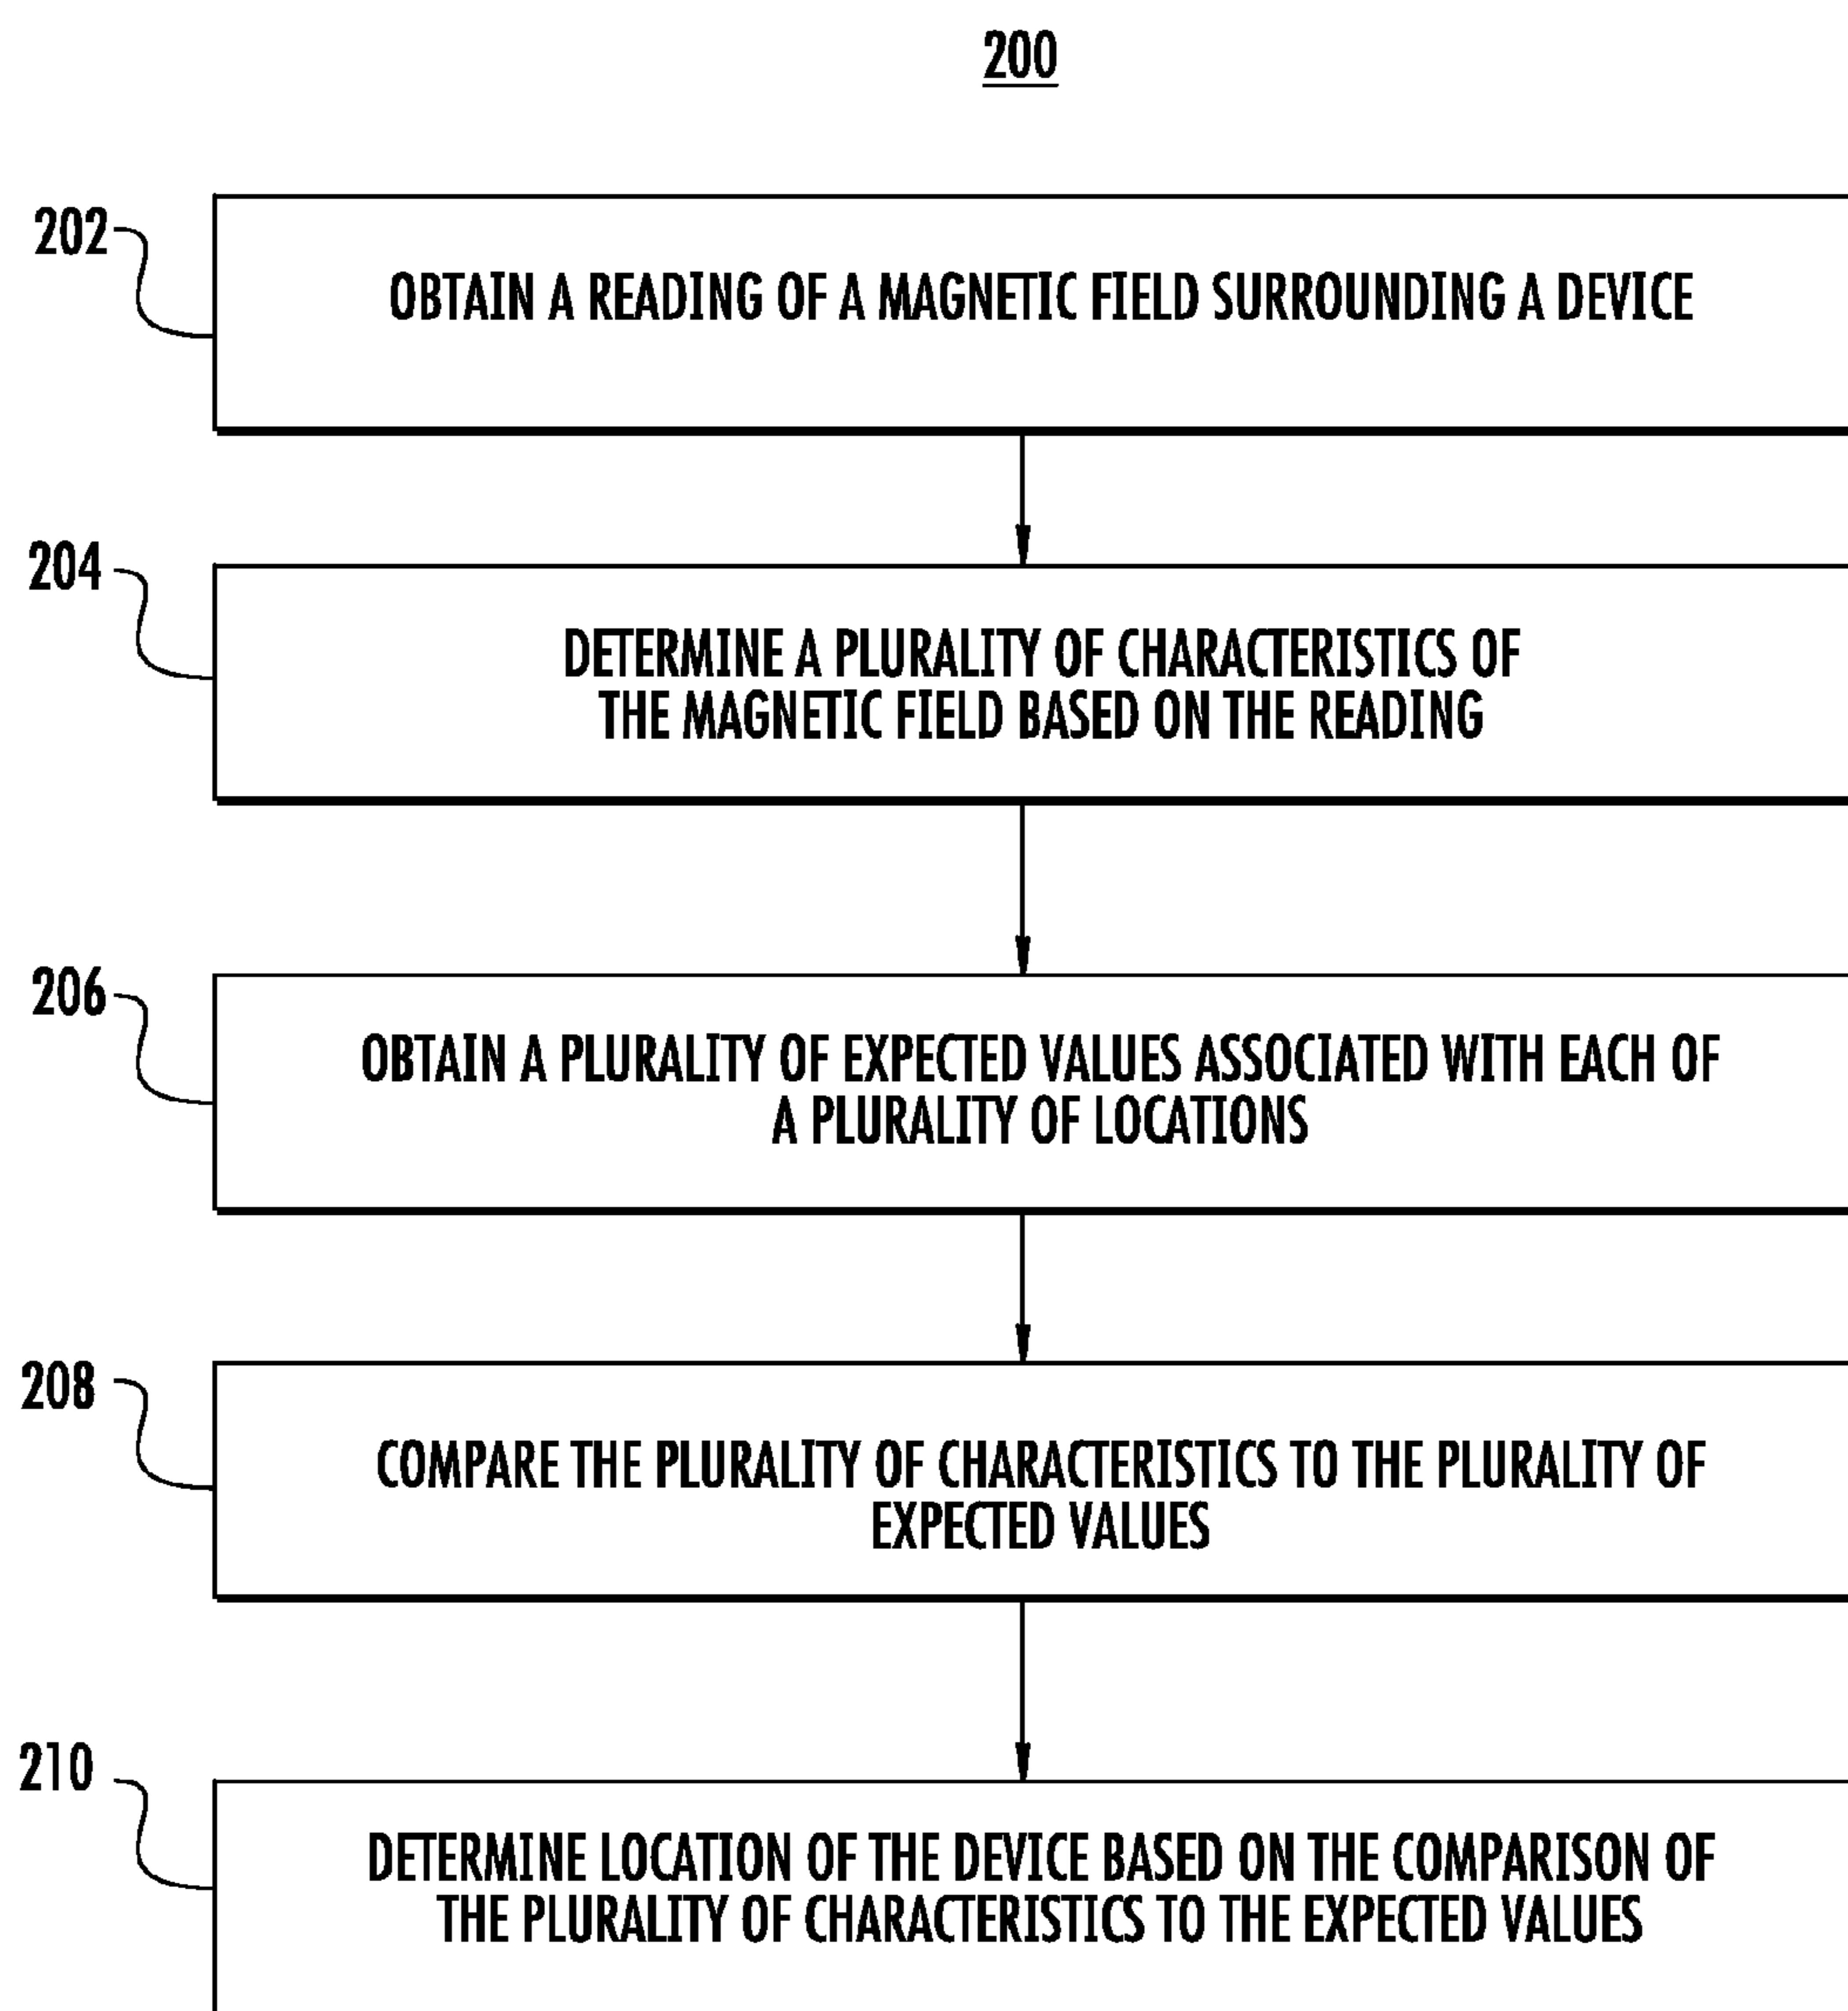 200
202
OBTAIN A READING OF A MAGNETIC FIELD SURROUNDING A DEVICE
204
DETERMINE A PLURALITY OF CHARACTERISTICS OF
THE MAGNETIC FIELD BASED ON THE READING
206
OBTAIN A PLURALITY OF EXPECTED VALUES ASSOCIATED WITH EACH OF
A PLURALITY OF LOCATIONS
208
COMPARE THE PLURALITY OF CHARACTERISTICS TO THE PLURALITY OF
EXPECTED VALUES
210
DETERMINE LOCATION OF THE DEVICE BASED ON THE COMPARISON OF
THE PLURALITY OF CHARACTERISTICS TO THE EXPECTED VALUES